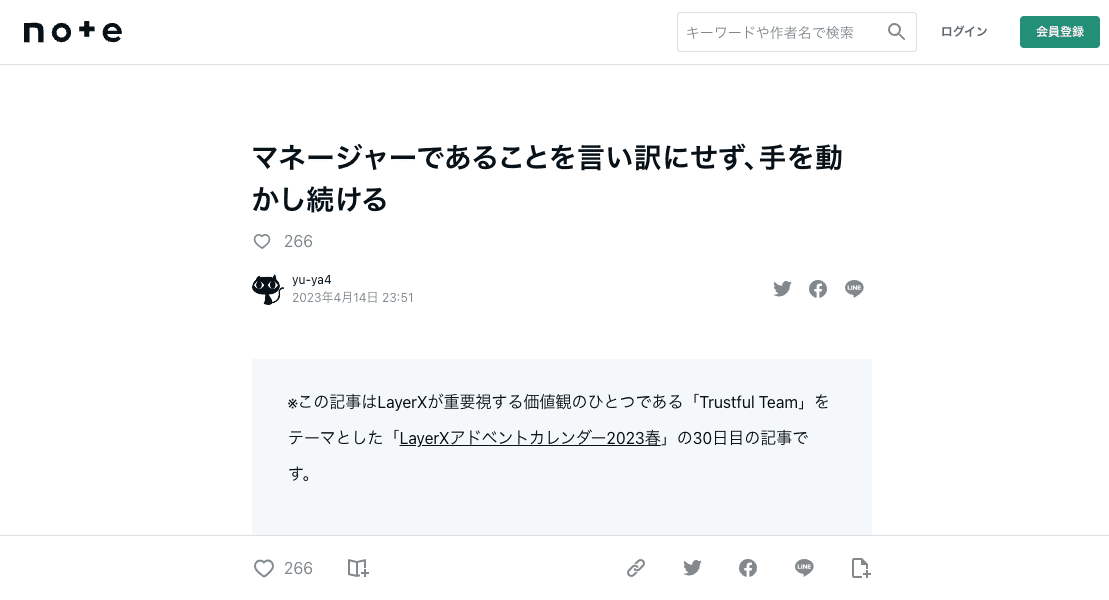 note
キーワードや作者名で検索
ログイン
会員登録
マネージャーであることを言い訳にせず、手を動
かし続ける
266
yu-ya4
2023年4月14日 23:51
LINE
※この記事はLayerXが重要視する価値観のひとつである「Trustful Team」を
テーマとした「LayerXアドベントカレンダー2023春」の30日目の記事で
す。
266
LINE